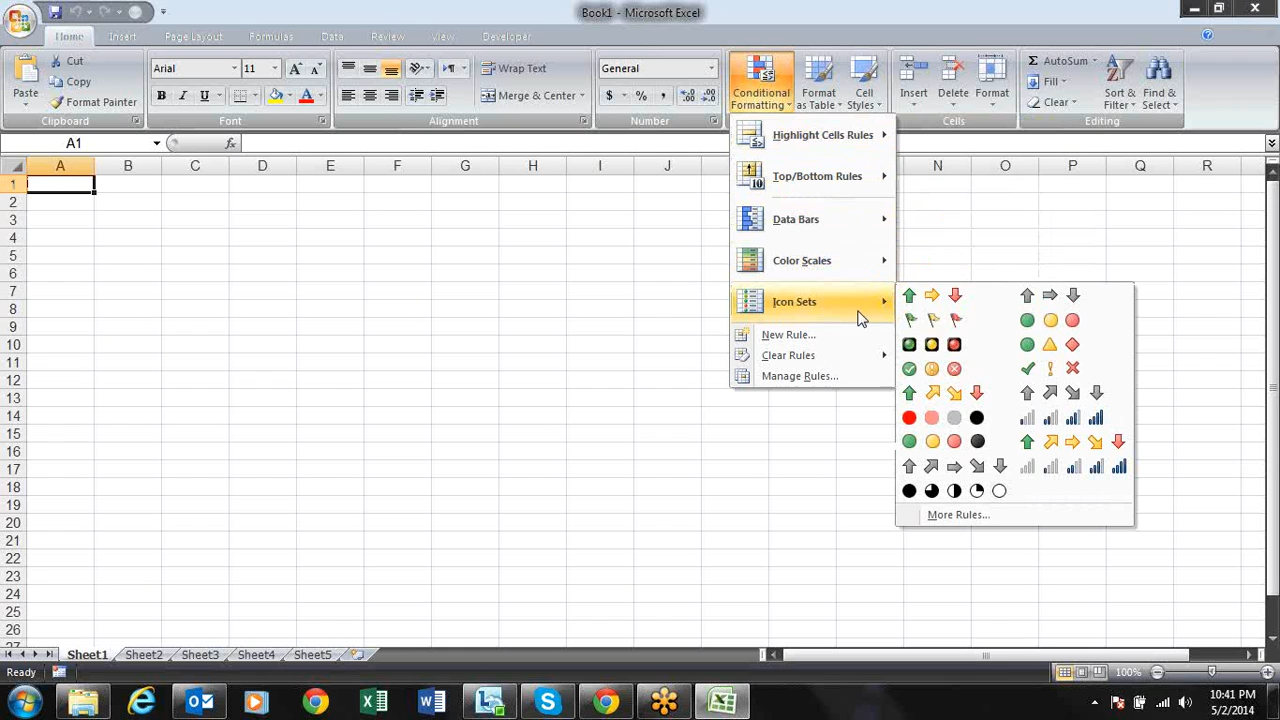 Book1 - Microsoft Excel
Home Insert Page Layout Formulas Data Review View Developer
Paste
Cut
Copy
Format Painter
Clipboard
Arial 11
B I U
Font
Wrap Text
Merge & Center
Alignment
General
$ % ,
Number
Conditional
Formatting
Format
as Table
Cell
Styles
Insert Delete Format
Cells
AutoSum
Fill
Clear
Sort &
Filter
Find &
Select
Editing
A1 fx
A B C D E F G H I J N O P Q R
1
2
3
4
5
6
7
8
9
10
11
12
13
14
15
16
17
18
19
20
21
22
23
24
25
26
27
Highlight Cells Rules
Top/Bottom Rules
10
Data Bars
Color Scales
Icon Sets
New Rule...
Clear Rules
Manage Rules...
More Rules...
Sheet1 Sheet2 Sheet3 Sheet4 Sheet5
Ready 100%
10:41 PM
5/2/2014